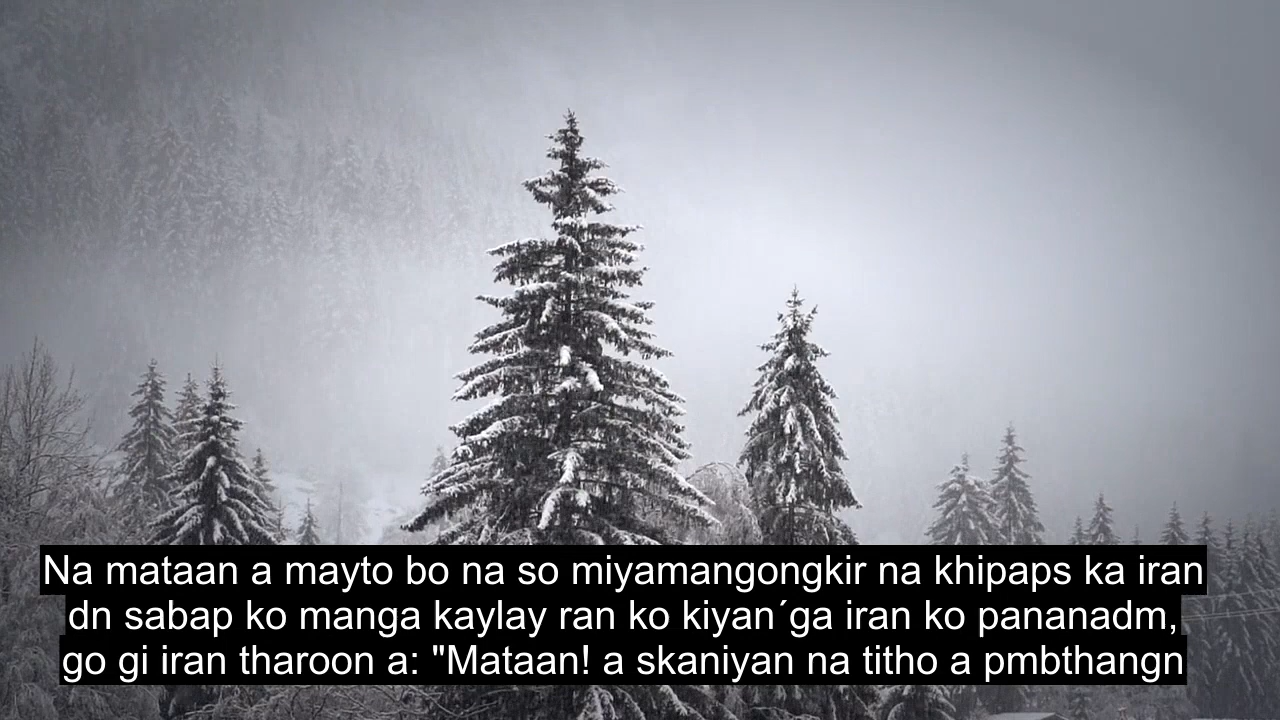 Na mataan a mayto bo na so miyamangongkir na khipaps ka iran
dn sabap ko manga kaylay ran ko kiyan´ga iran ko pananadm,
go gi iran tharoon a: "Mataan! a skaniyan na titho a pmbthangn